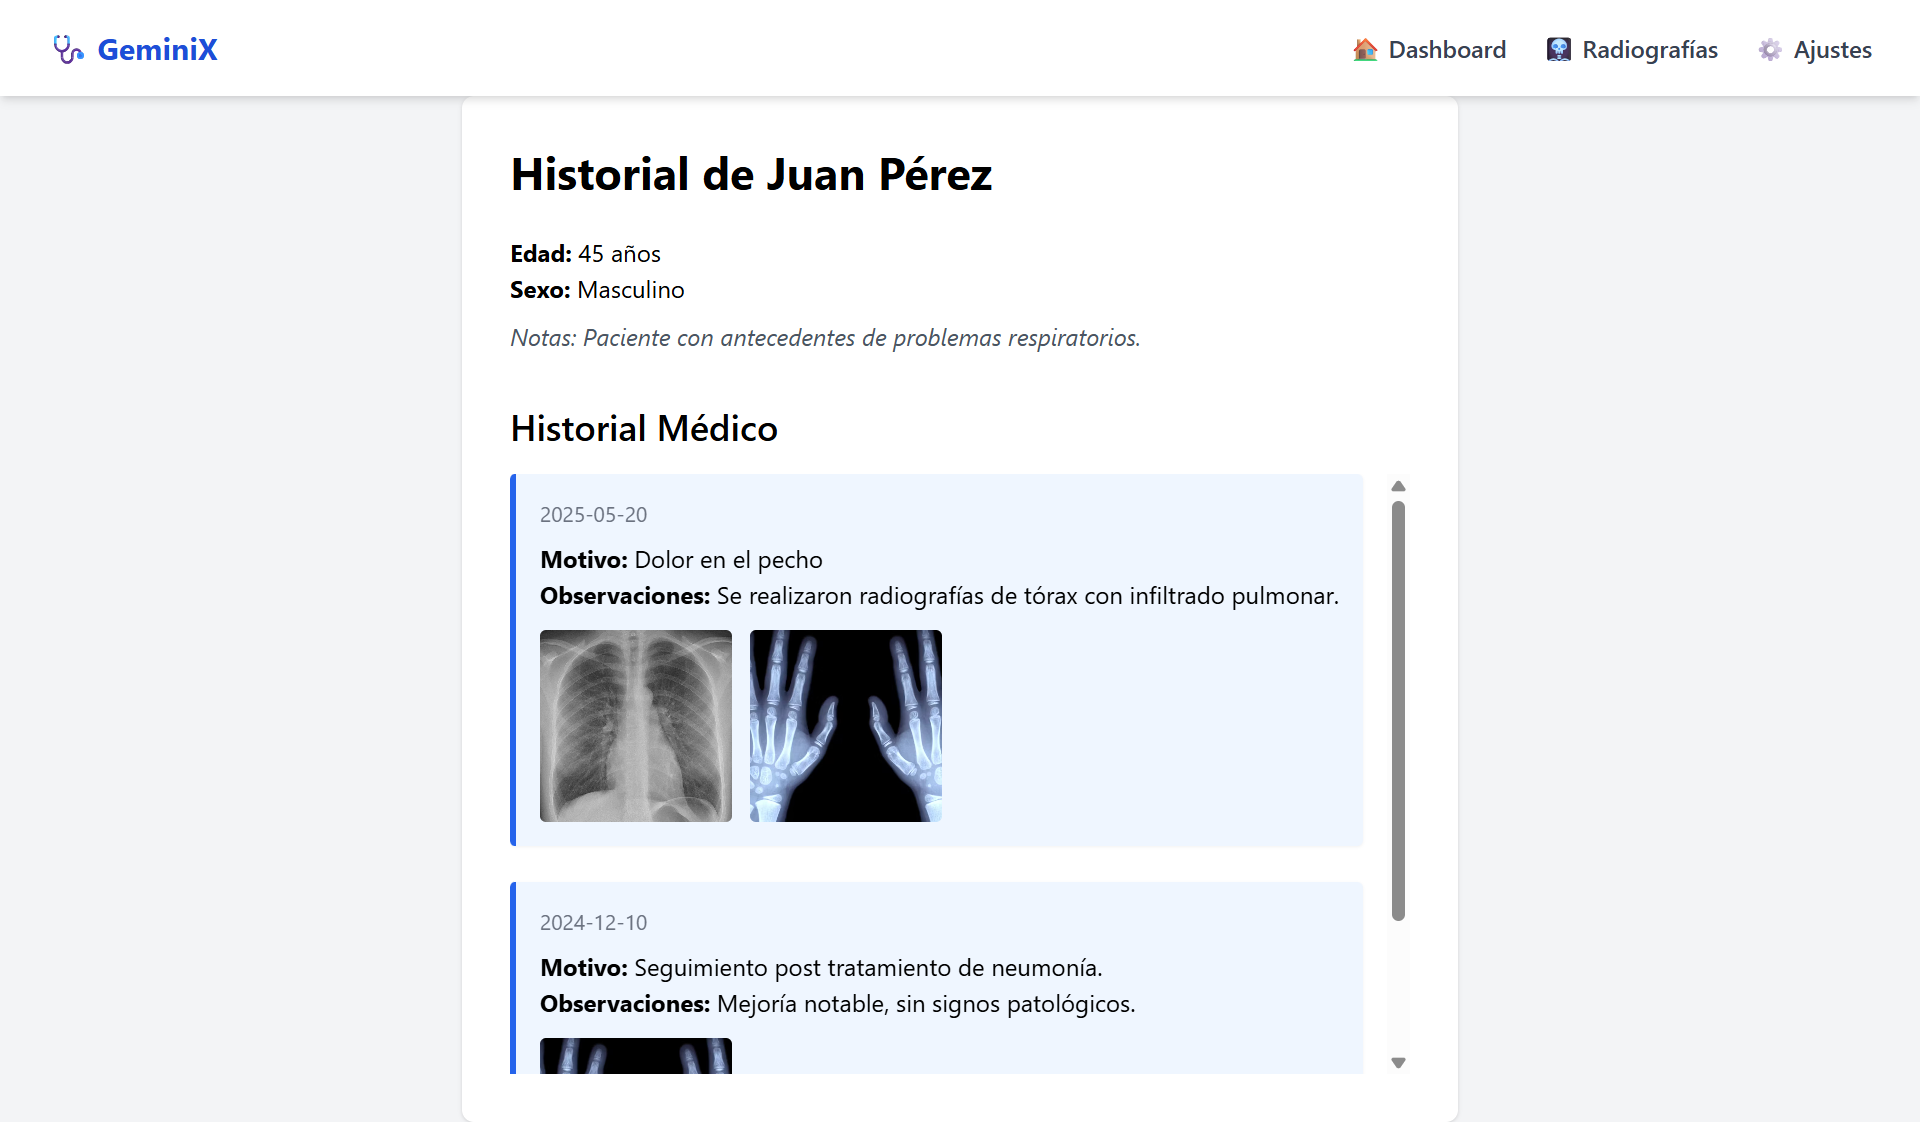 GeminiX
Dashboard
Radiografías
Ajustes
Historial de Juan Pérez
Edad: 45 años
Sexo: Masculino
Notas: Paciente con antecedentes de problemas respiratorios.
Historial Médico
2025-05-20
Motivo: Dolor en el pecho
Observaciones: Se realizaron radiografías de tórax con infiltrado pulmonar.
2024-12-10
Motivo: Seguimiento post tratamiento de neumonía.
Observaciones: Mejoría notable, sin signos patológicos.